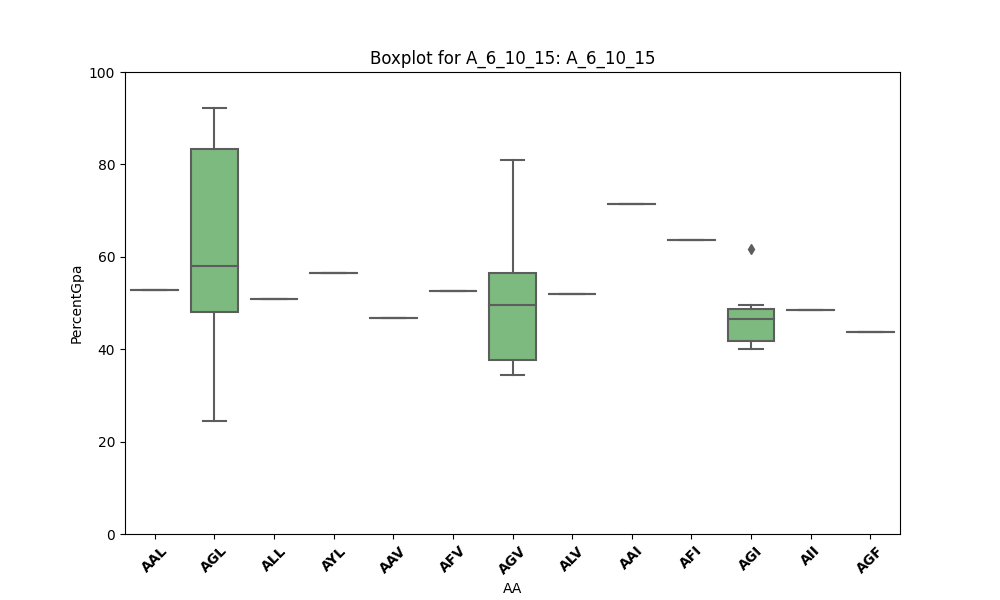 Boxplot for A_6_10_15: A_6_10_15
PercentGpa
100
80
60
40
20
0
AAL AGL ALL AYL AAV AFV AGV ALV AAI AFI AGI AII AGF
AA